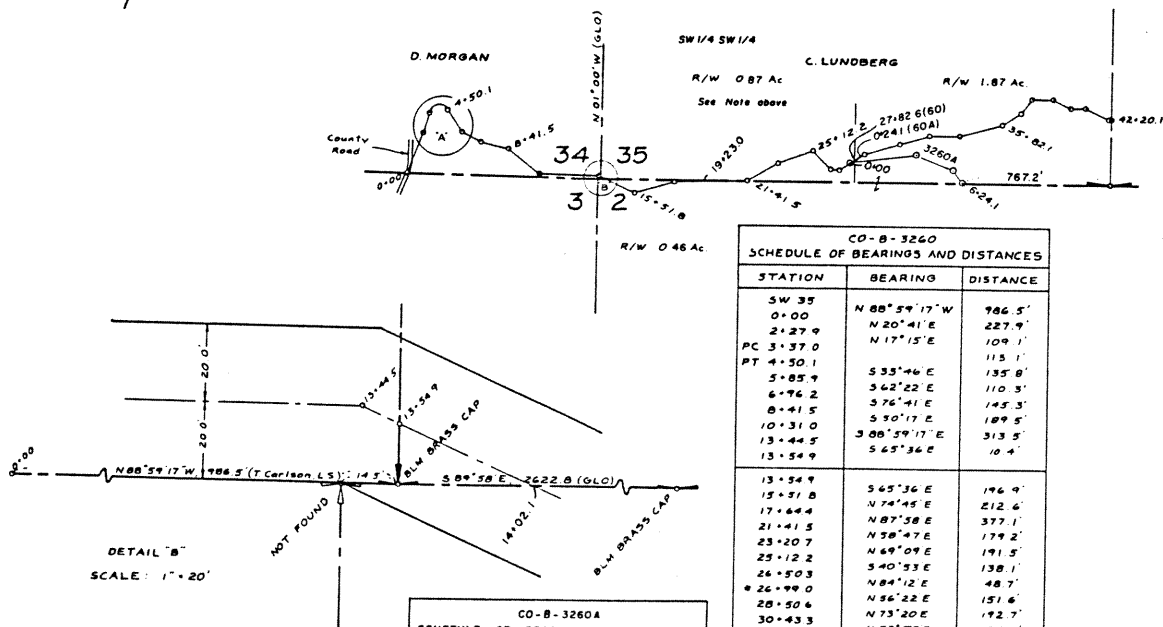 SW 1/4 SW 1/4
D. MORGAN
N 01° 00' W (GLO)
C. LUNDBERG
R/W 0.87 Ac
R/W 1.87 Ac.
See Note above
4+50.1
"A"
County
Road
8+41.5
0+00
34 35
3 2
B
15+51.8
19+23.0
21+41.5
25+12.2
27+82.6 (60)
0+00
3260A
35+82.1
42+20.1
767.2'
6+24.1
R/W 0.46 Ac.
CO-B-3260
SCHEDULE OF BEARINGS AND DISTANCES
STATION BEARING DISTANCE
SW 35 N 88° 59' 17" W 986.5'
0+00 N 20° 41' E 227.9'
2+27.9 N 17° 15' E 109.1'
PC 3+37.0 113.1'
PT 4+50.1 S 35° 46' E 135.8'
5+85.9 S 62° 22' E 110.3'
6+96.2 S 76° 41' E 145.3'
8+41.5 S 50° 17' E 189.5'
10+31.0 S 88° 59' 17" E 313.5'
13+44.5 S 65° 36' E 10.4'
13+54.9
13+54.9 S 65° 36' E 196.9'
15+51.8 N 74° 45' E 212.6'
17+64.4 N 87° 58' E 377.1'
21+41.5 N 58° 47' E 179.2'
23+20.7 N 69° 09' E 191.5'
25+12.2 S 40° 53' E 138.1'
26+50.3 N 84° 12' E 48.7'
* 26+99.0 N 56° 22' E 151.6'
28+50.6 N 73° 20' E 192.7'
30+43.3
20.0'
20.0'
13+44.5
13+54.9
BLM BRASS CAP
0+00
N 88° 59' 17" W 986.5' (T. Carlson, L.S.)
14.5'
S 89° 58' E 2622.8 (GLO)
NOT FOUND
14+02.1
BLM BRASS CAP
DETAIL "B"
SCALE: 1" = 20'
CO-B-3260A